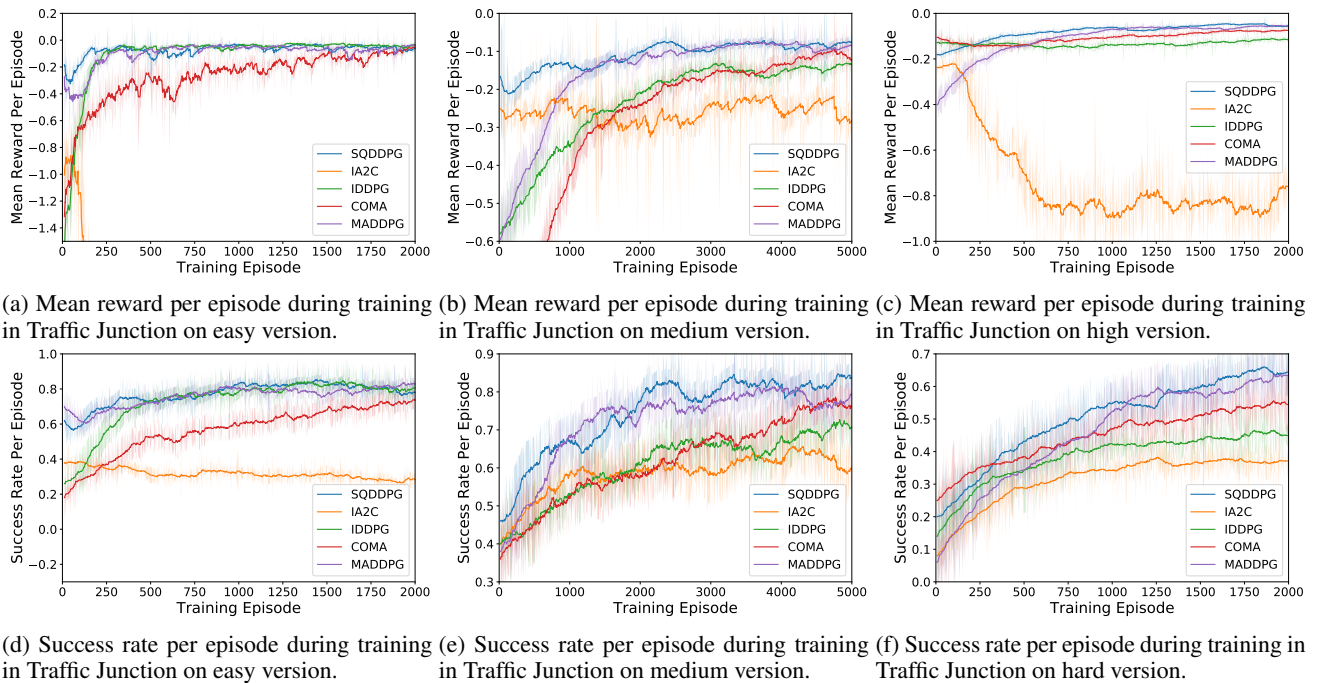 0.2
0.0
−0.2
−0.4
−0.6
−0.8
−1.0
−1.2
−1.4
Mean Reward Per Episode
SQDDPG
IA2C
IDDPG
COMA
MADDPG
0 250 500 750 1000 1250 1500 1750 2000
Training Episode
0.0
−0.1
−0.2
−0.3
−0.4
−0.5
−0.6
Mean Reward Per Episode
SQDDPG
IA2C
IDDPG
COMA
MADDPG
0 1000 2000 3000 4000 5000
Training Episode
0.0
−0.2
−0.4
−0.6
−0.8
−1.0
Mean Reward Per Episode
SQDDPG
IA2C
IDDPG
COMA
MADDPG
0 250 500 750 1000 1250 1500 1750 2000
Training Episode
(a) Mean reward per episode during training
in Traffic Junction on easy version.
(b) Mean reward per episode during training
in Traffic Junction on medium version.
(c) Mean reward per episode during training
in Traffic Junction on high version.
1.0
0.8
0.6
0.4
0.2
0.0
−0.2
Success Rate Per Episode
SQDDPG
IA2C
IDDPG
COMA
MADDPG
0 250 500 750 1000 1250 1500 1750 2000
Training Episode
0.9
0.8
0.7
0.6
0.5
0.4
0.3
Success Rate Per Episode
SQDDPG
IA2C
IDDPG
COMA
MADDPG
0 1000 2000 3000 4000 5000
Training Episode
0.7
0.6
0.5
0.4
0.3
0.2
0.1
0.0
Success Rate Per Episode
SQDDPG
IA2C
IDDPG
COMA
MADDPG
0 250 500 750 1000 1250 1500 1750 2000
Training Episode
(d) Success rate per episode during training
in Traffic Junction on easy version.
(e) Success rate per episode during training
in Traffic Junction on medium version.
(f) Success rate per episode during training in
Traffic Junction on hard version.